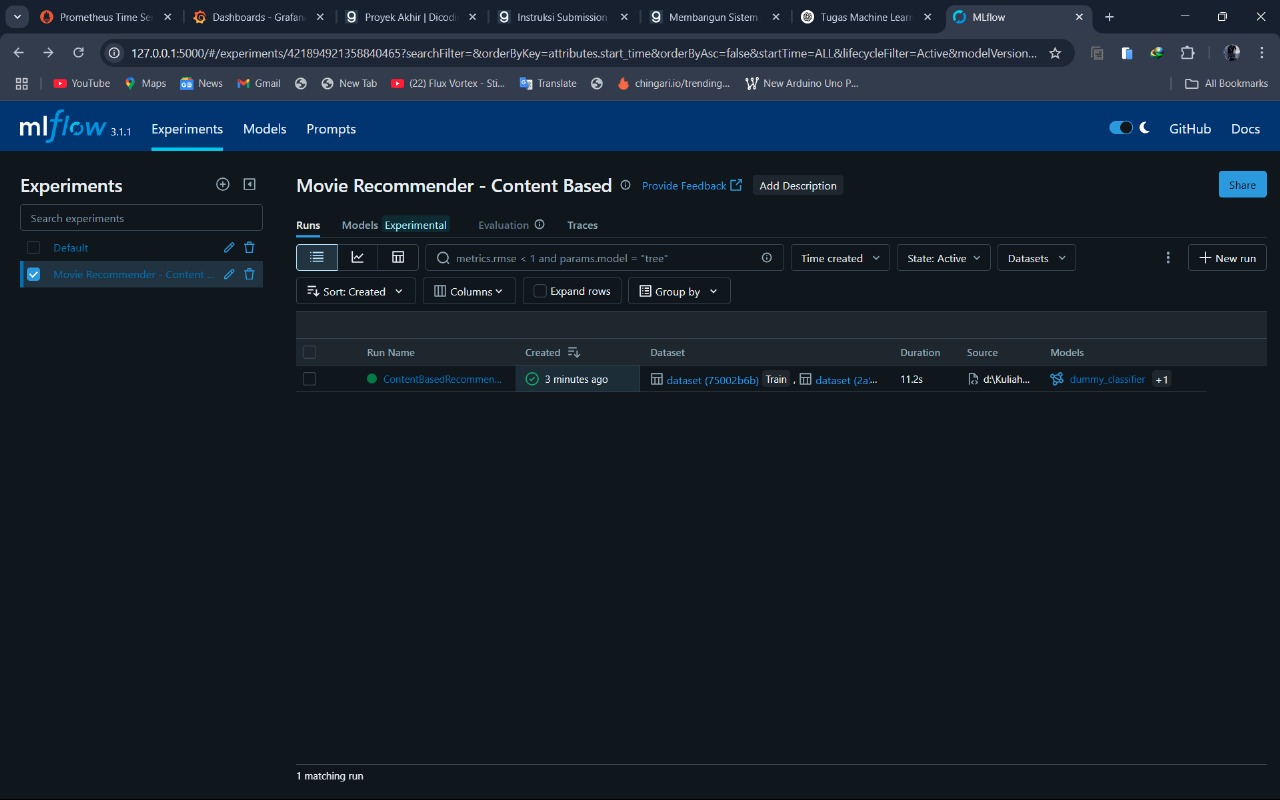 Prometheus Time Se
Dashboards - Grafan
Proyek Akhir | Dicodi
Instruksi Submission
Membangun Sistem
Tugas Machine Learn
MLflow
127.0.0.1:5000/#/experiments/421894921358840465?searchFilter=&orderByKey=attributes.start_time&orderByAsc=false&startTime=ALL&lifecycleFilter=Active&modelVersion...
YouTube Maps News Gmail New Tab (22) Flux Vortex - Sti... Translate chingari.io/trending... New Arduino Uno P... All Bookmarks
mlflow 3.1.1 Experiments Models Prompts GitHub Docs
Experiments
Search experiments
Default
Movie Recommender - Content ...
Movie Recommender - Content Based Provide Feedback Add Description Share
Runs Models Experimental Evaluation Traces
metrics.rmse < 1 and params.model = "tree" Time created State: Active Datasets New run
Sort: Created Columns Expand rows Group by
Run Name Created Dataset Duration Source Models
ContentBasedRecommen... 3 minutes ago dataset (75002b6b) Train , dataset (2a... 11.2s d:\Kuliah... dummy_classifier +1
1 matching run